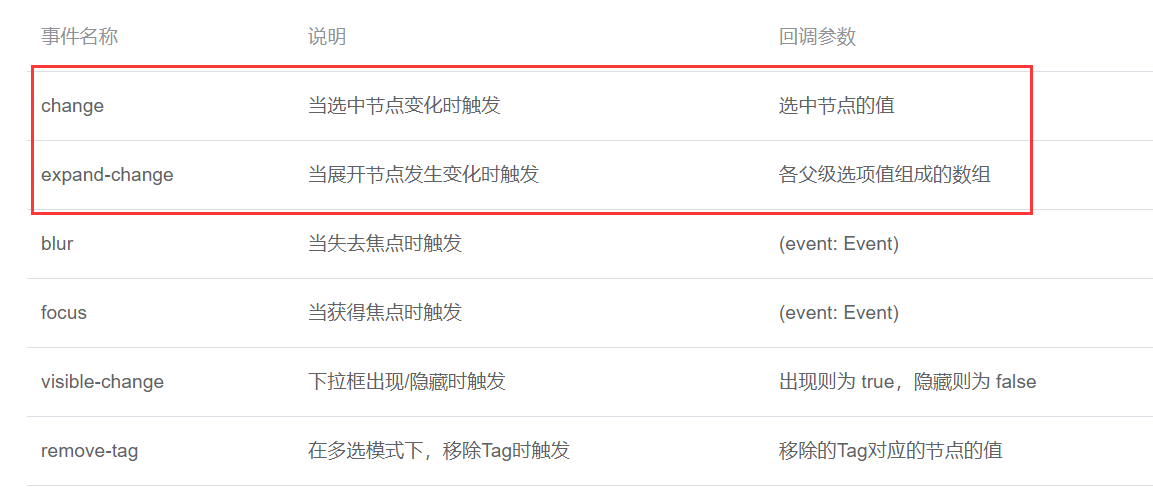 事件名称 说明 回调参数
change 当选中节点变化时触发 选中节点的值
expand-change 当展开节点发生变化时触发 各父级选项值组成的数组
blur 当失去焦点时触发 (event: Event)
focus 当获得焦点时触发 (event: Event)
visible-change 下拉框出现/隐藏时触发 出现则为 true，隐藏则为 false
remove-tag 在多选模式下，移除Tag时触发 移除的Tag对应的节点的值